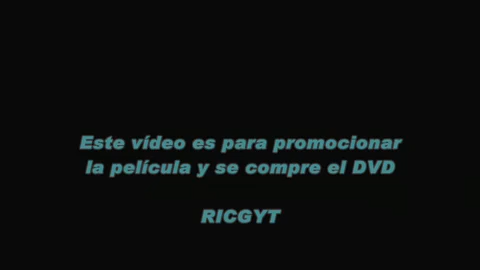 Este vídeo es para promocionar
la película y se compre el DVD
RICGYT